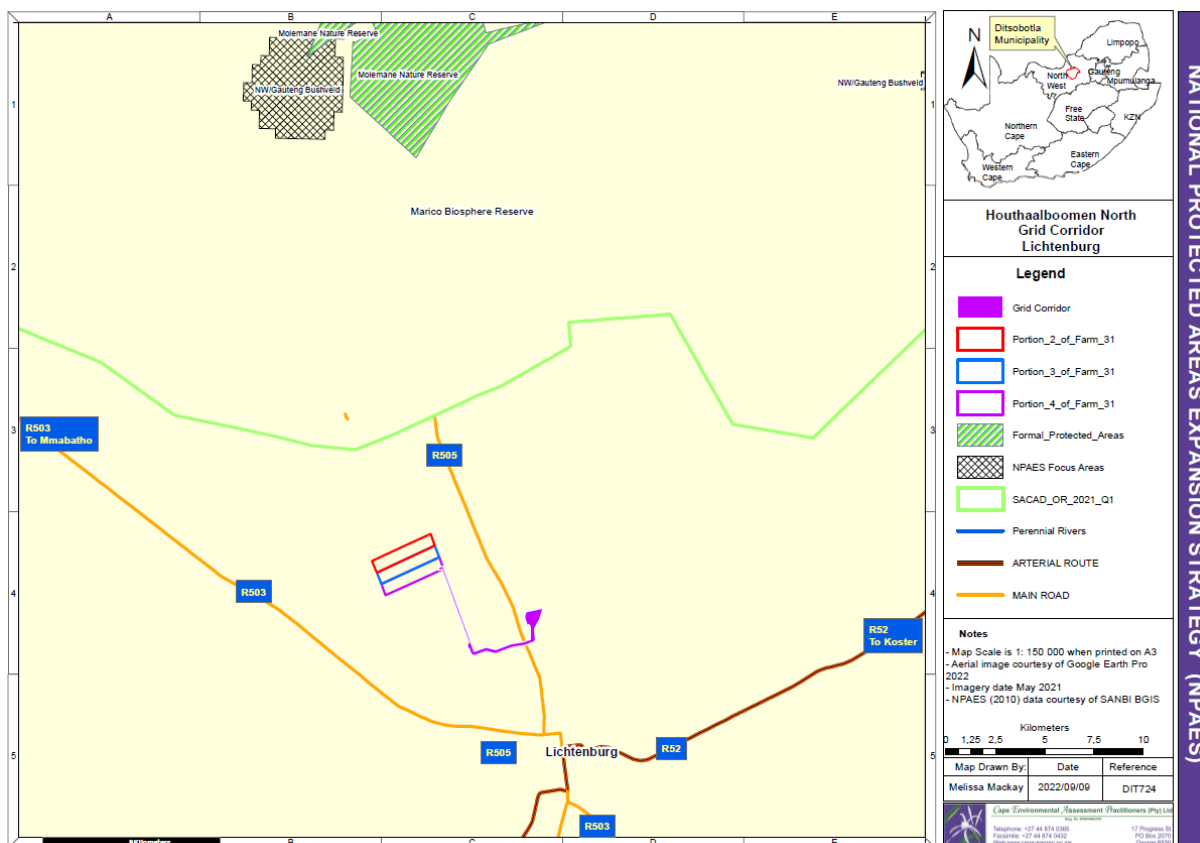 A
B
C
D
E
1
2
3
4
5
1
2
3
4
5
Molemane Nature Reserve
Molemane Nature Reserve
NW/Gauteng Bushveld
NW/Gauteng Bushveld
Marico Biosphere Reserve
R503
To Mmabatho
R505
R503
R52
To Koster
R505
Lichtenburg
R52
R503
N
Ditsobotla
Municipality
Limpopo
North
West
Gauteng
Mpumulanga
Free
State
KZN
Northern
Cape
Eastern
Cape
Western
Cape
Houthaalboomen North
Grid Corridor
Lichtenburg
Legend
Grid Corridor
Portion_2_of_Farm_31
Portion_3_of_Farm_31
Portion_4_of_Farm_31
Formal_Protected_Areas
NPAES Focus Areas
SACAD_OR_2021_Q1
Perennial Rivers
ARTERIAL ROUTE
MAIN ROAD
Notes
- Map Scale is 1: 150 000 when printed on A3
- Aerial image courtesy of Google Earth Pro
2022
- Imagery date May 2021
- NPAES (2010) data courtesy of SANBI BGIS
Kilometers
0 1,25 2,5 5 7,5 10
Map Drawn By: Date Reference
Melissa Mackay 2022/09/09 DIT724
Cape Environmental Assessment Practitioners (Pty) Ltd
Telephone: +27 44 874 0365 17 Progress St
Facsimile: +27 44 874 0432 PO Box 2070
NATIONAL PROTECTED AREAS EXPANSION STRATEGY (NPAES)